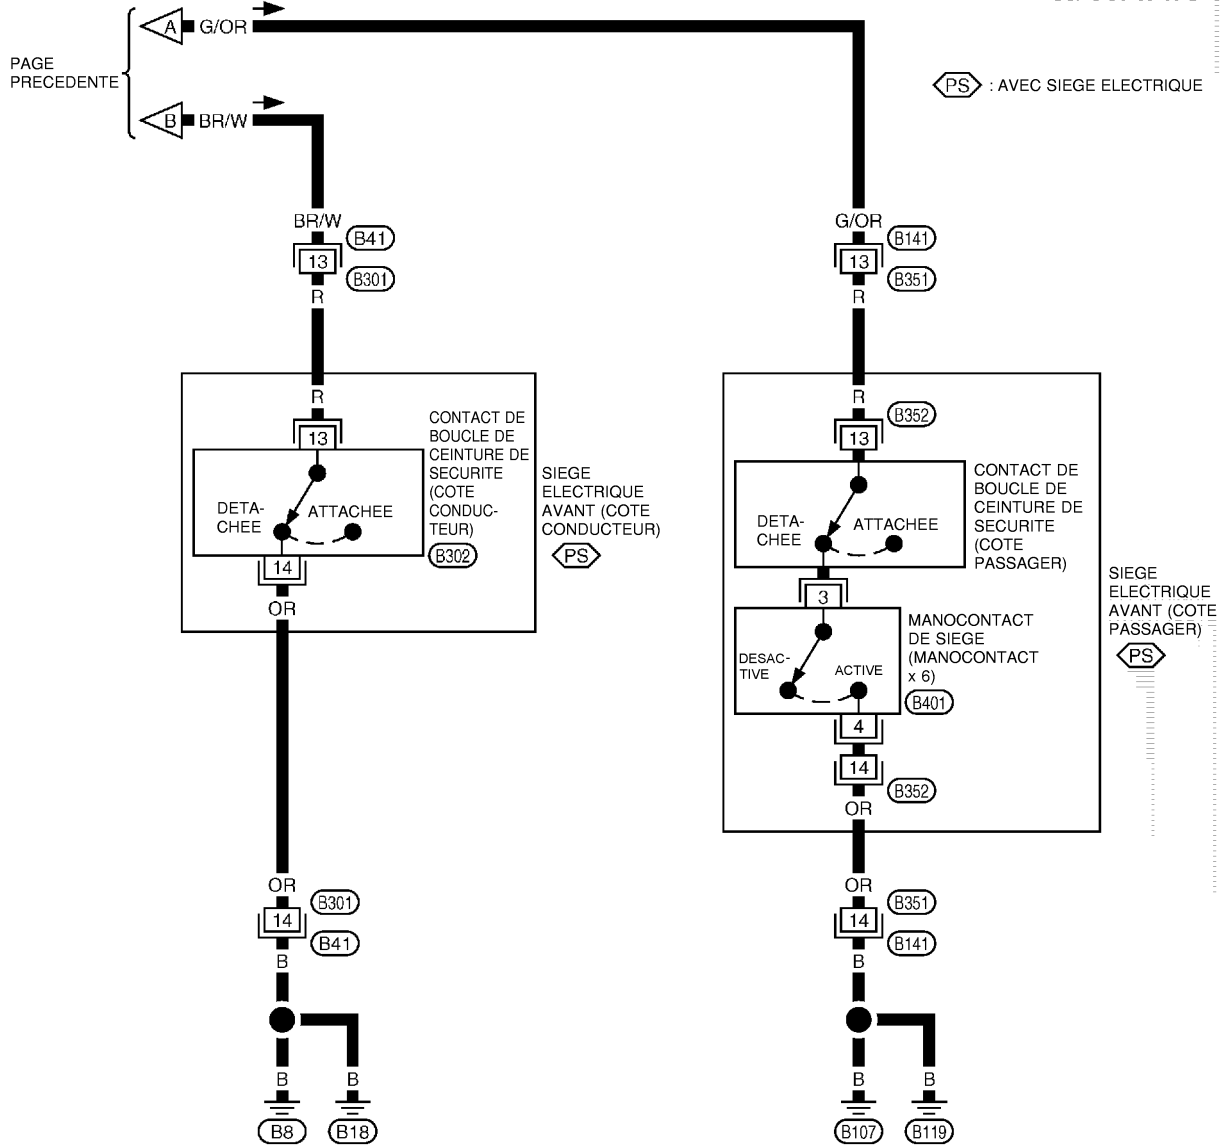 A
G/OR
PAGE
PRECEDENTE
PS : AVEC SIEGE ELECTRIQUE
B
BR/W
BR/W
B41
13
B301
R
G/OR
B141
13
B351
R
R
13
CONTACT DE
BOUCLE DE
CEINTURE DE
SECURITE
(COTE
CONDUC-
TEUR)
B302
DETA-
CHEE
ATTACHEE
14
OR
SIEGE
ELECTRIQUE
AVANT (COTE
CONDUCTEUR)
PS
R
B352
13
CONTACT DE
BOUCLE DE
CEINTURE DE
SECURITE
(COTE
PASSAGER)
DETA-
CHEE
ATTACHEE
3
MANOCONTACT
DE SIEGE
(MANOCONTACT
x 6)
B401
DESAC-
TIVE
ACTIVE
4
14
B352
OR
SIEGE
ELECTRIQUE
AVANT (COTE
PASSAGER)
PS
OR
B301
14
B41
B
B
B
B8
B18
OR
B351
14
B141
B
B
B
B107
B119